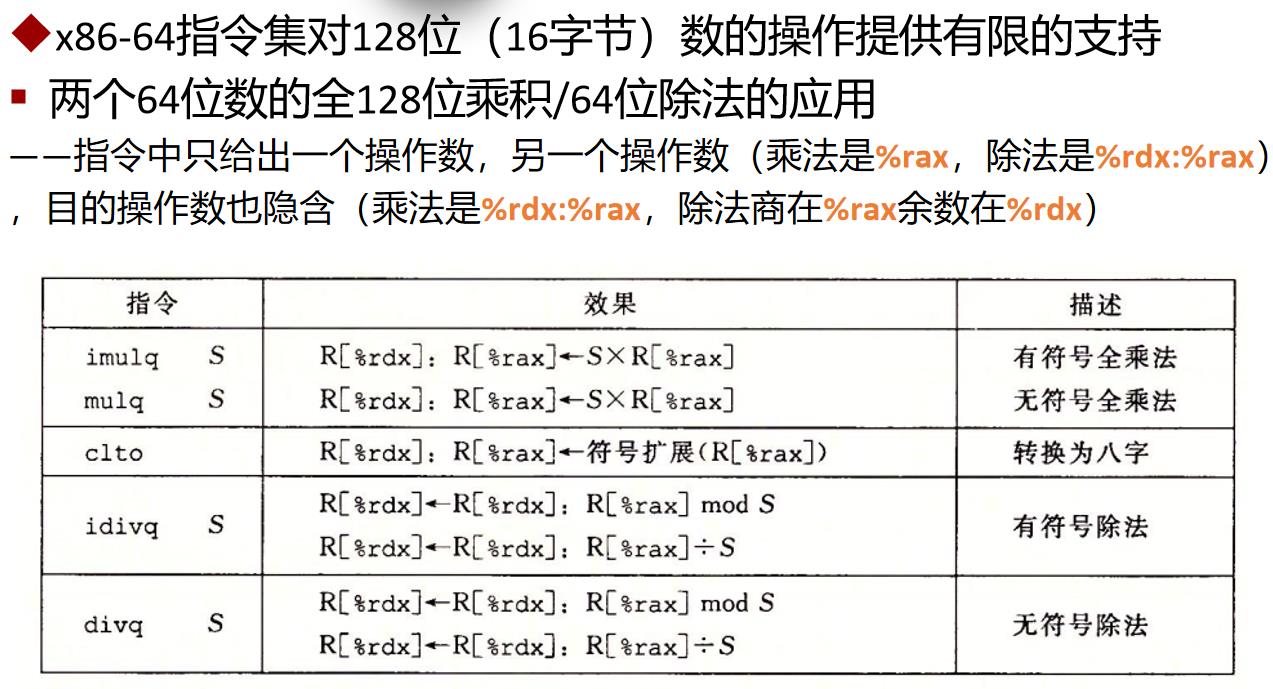 ◆x86-64指令集对128位（16字节）数的操作提供有限的支持
▪ 两个64位数的全128位乘积/64位除法的应用
——指令中只给出一个操作数，另一个操作数（乘法是%rax，除法是%rdx:%rax）
，目的操作数也隐含（乘法是%rdx:%rax，除法商在%rax余数在%rdx）
指令 效果 描述
imulq S R[%rdx]: R[%rax]←S×R[%rax] 有符号全乘法
mulq S R[%rdx]: R[%rax]←S×R[%rax] 无符号全乘法
clto R[%rdx]: R[%rax]←符号扩展(R[%rax]) 转换为八字
idivq S R[%rdx]←R[%rdx]: R[%rax] mod S 有符号除法
R[%rdx]←R[%rdx]: R[%rax]÷S
divq S R[%rdx]←R[%rdx]: R[%rax] mod S 无符号除法
R[%rdx]←R[%rdx]: R[%rax]÷S